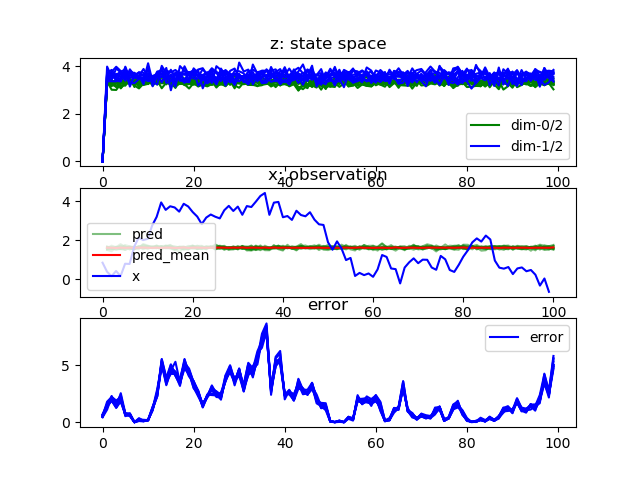 z: state space
4
2
0
dim-0/2
dim-1/2
0 20 40 60 80 100
x: observation
4
2
0
pred
pred_mean
x
0 20 40 60 80 100
error
5
0
error
0 20 40 60 80 100